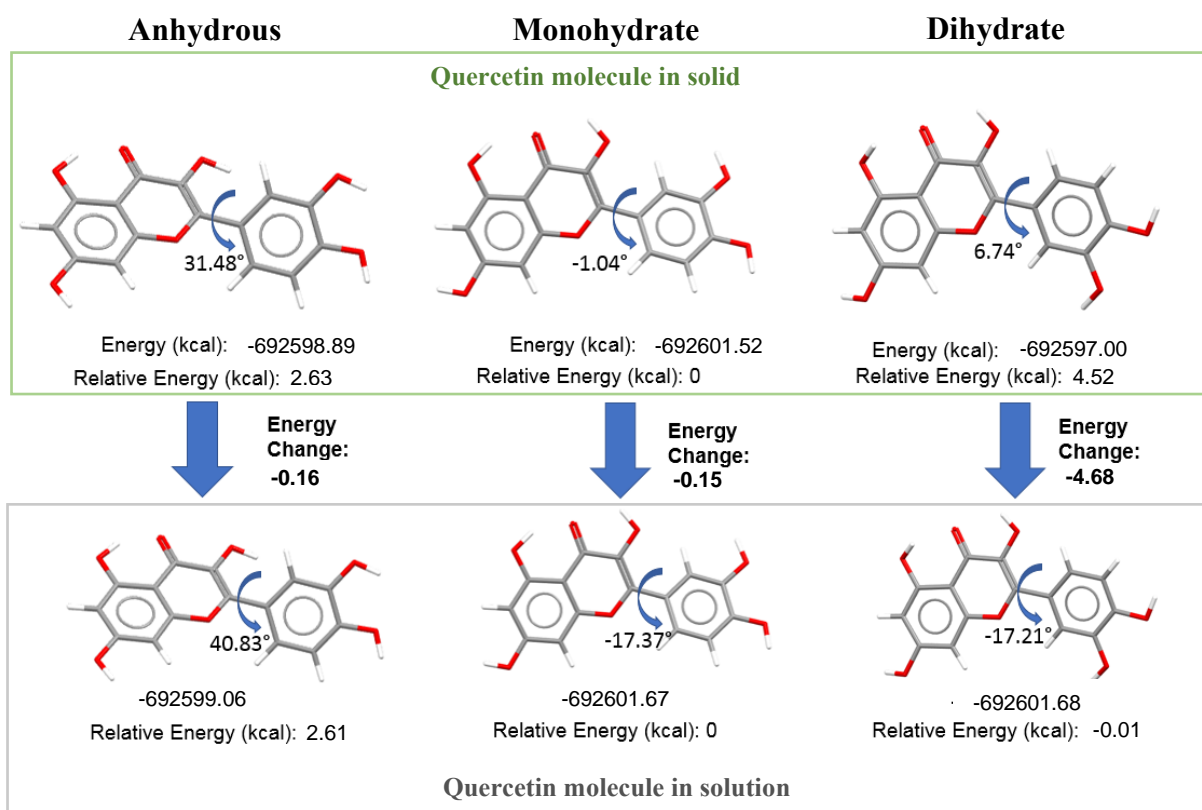 Anhydrous
Monohydrate
Dihydrate
Quercetin molecule in solid
31.48°
-1.04°
6.74°
Energy (kcal): -692598.89
Relative Energy (kcal): 2.63
Energy (kcal): -692601.52
Relative Energy (kcal): 0
Energy (kcal): -692597.00
Relative Energy (kcal): 4.52
Energy
Change:
-0.16
Energy
Change:
-0.15
Energy
Change:
-4.68
40.83°
-17.37°
-17.21°
-692599.06
Relative Energy (kcal): 2.61
-692601.67
Relative Energy (kcal): 0
-692601.68
Relative Energy (kcal): -0.01
Quercetin molecule in solution